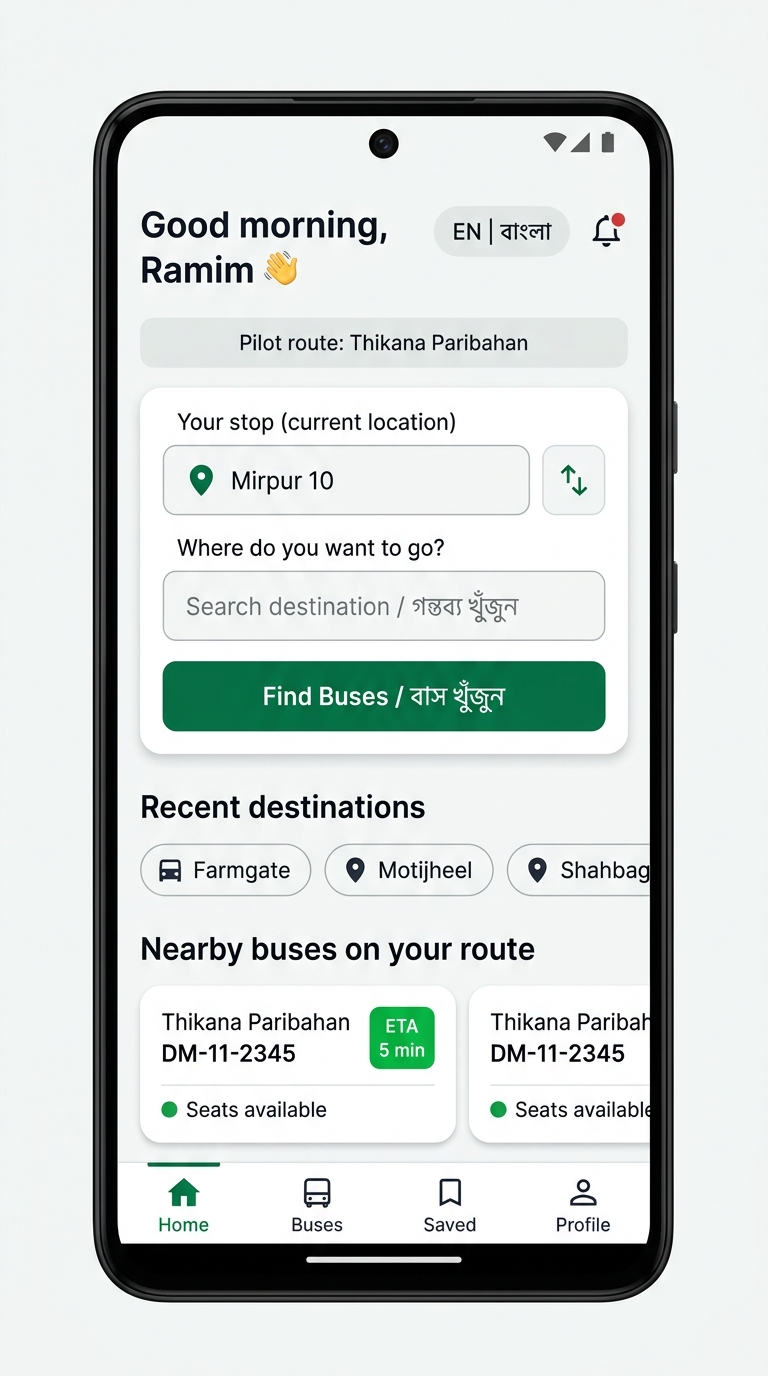 Good morning,
Ramim 👋
EN | বাংলা
Pilot route: Thikana Paribahan
Your stop (current location)
Mirpur 10
Where do you want to go?
Search destination / গন্তব্য খুঁজুন
Find Buses / বাস খুঁজুন
Recent destinations
Farmgate
Motijheel
Shahbag
Nearby buses on your route
Thikana Paribahan
DM-11-2345
ETA
5 min
Seats available
Thikana Paribah
DM-11-2345
Seats available
Home
Buses
Saved
Profile